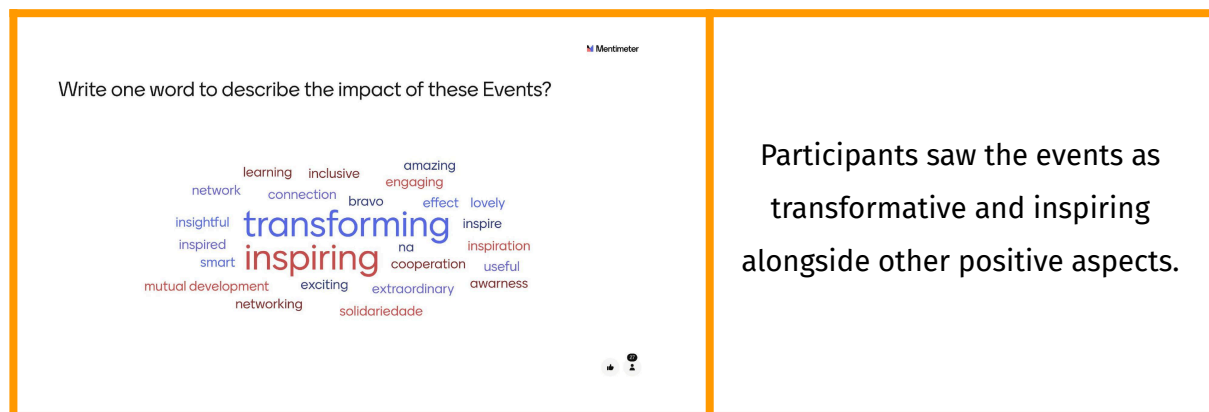 Mentimeter
Write one word to describe the impact of these Events?
amazing
learning inclusive
engaging
network connection
bravo effect lovely
insightful transforming inspire
inspired na inspiration
smart inspiring cooperation useful
mutual development exciting extraordinary awarness
networking
solidariedade
27
Participants saw the events as
transformative and inspiring
alongside other positive aspects.